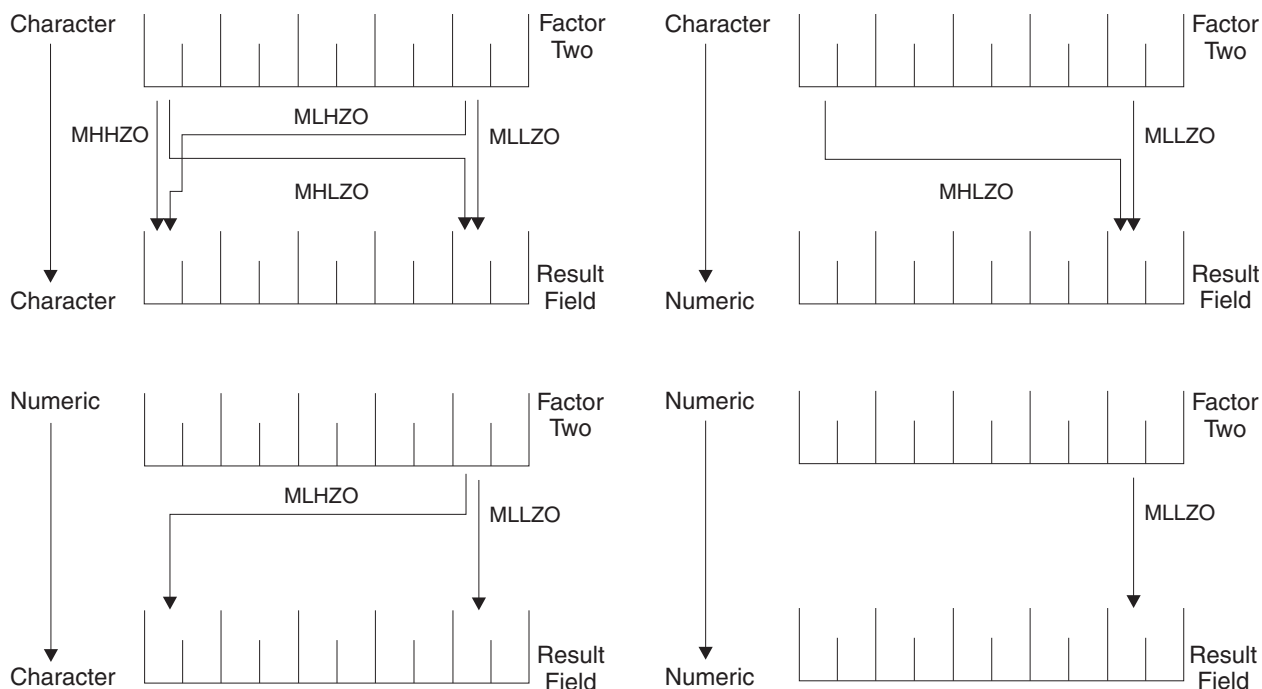 Character
Factor
Two
MHHZO
MLHZO
MLLZO
MHLZO
Character
Result
Field
Character
Factor
Two
MLLZO
MHLZO
Numeric
Result
Field
Numeric
Factor
Two
MLHZO
MLLZO
Character
Result
Field
Numeric
Factor
Two
MLLZO
Numeric
Result
Field